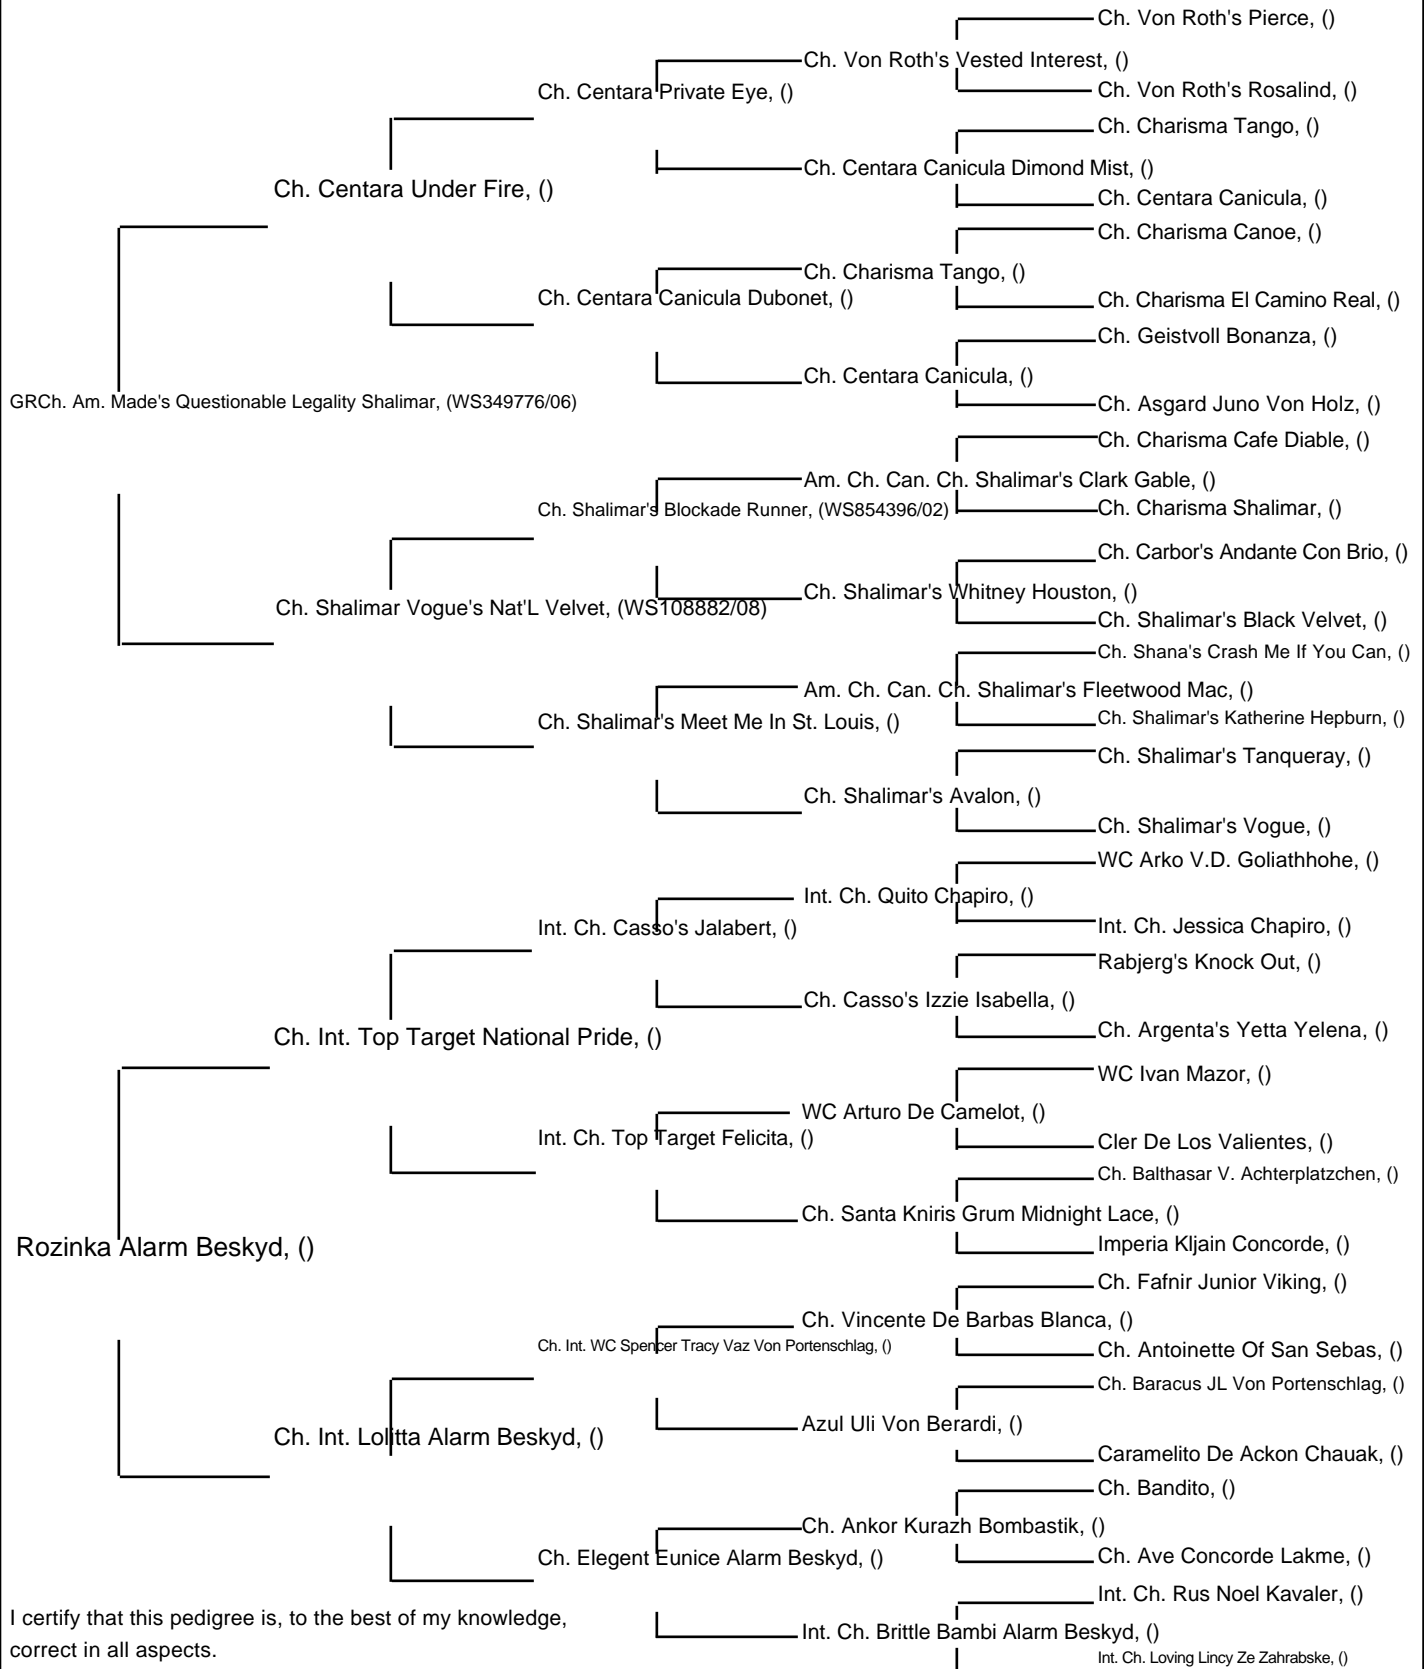 Ch. Von Roth's Pierce, ()
Ch. Von Roth's Vested Interest, ()
Ch. Centara Private Eye, ()
Ch. Von Roth's Rosalind, ()
Ch. Charisma Tango, ()
Ch. Centara Canicula Dimond Mist, ()
Ch. Centara Under Fire, ()
Ch. Centara Canicula, ()
Ch. Charisma Canoe, ()
Ch. Charisma Tango, ()
Ch. Centara Canicula Dubonet, ()
Ch. Charisma El Camino Real, ()
Ch. Geistvoll Bonanza, ()
Ch. Centara Canicula, ()
GRCh. Am. Made's Questionable Legality Shalimar, (WS349776/06)
Ch. Asgard Juno Von Holz, ()
Ch. Charisma Cafe Diable, ()
Am. Ch. Can. Ch. Shalimar's Clark Gable, ()
Ch. Shalimar's Blockade Runner, (WS854396/02)
Ch. Charisma Shalimar, ()
Ch. Carbor's Andante Con Brio, ()
Ch. Shalimar's Whitney Houston, ()
Ch. Shalimar Vogue's Nat'L Velvet, (WS108882/08)
Ch. Shalimar's Black Velvet, ()
Ch. Shana's Crash Me If You Can, ()
Am. Ch. Can. Ch. Shalimar's Fleetwood Mac, ()
Ch. Shalimar's Meet Me In St. Louis, ()
Ch. Shalimar's Katherine Hepburn, ()
Ch. Shalimar's Tanqueray, ()
Ch. Shalimar's Avalon, ()
Ch. Shalimar's Vogue, ()
WC Arko V.D. Goliathhohe, ()
Int. Ch. Quito Chapiro, ()
Int. Ch. Casso's Jalabert, ()
Int. Ch. Jessica Chapiro, ()
Rabjerg's Knock Out, ()
Ch. Casso's Izzie Isabella, ()
Ch. Int. Top Target National Pride, ()
Ch. Argenta's Yetta Yelena, ()
WC Ivan Mazor, ()
WC Arturo De Camelot, ()
Int. Ch. Top Target Felicita, ()
Cler De Los Valientes, ()
Ch. Balthasar V. Achterplatzchen, ()
Ch. Santa Kniris Grum Midnight Lace, ()
Rozinka Alarm Beskyd, ()
Imperia Kljain Concorde, ()
Ch. Fafnir Junior Viking, ()
Ch. Vincente De Barbas Blanca, ()
Ch. Int. WC Spencer Tracy Vaz Von Portenschlag, ()
Ch. Antoinette Of San Sebas, ()
Ch. Baracus JL Von Portenschlag, ()
Azul Uli Von Berardi, ()
Ch. Int. Lolitta Alarm Beskyd, ()
Caramelito De Ackon Chauak, ()
Ch. Bandito, ()
Ch. Ankor Kurazh Bombastik, ()
Ch. Elegent Eunice Alarm Beskyd, ()
Ch. Ave Concorde Lakme, ()
Int. Ch. Rus Noel Kavaler, ()
Int. Ch. Brittle Bambi Alarm Beskyd, ()
Int. Ch. Loving Lincy Ze Zahrabske, ()
I certify that this pedigree is, to the best of my knowledge,
correct in all aspects.